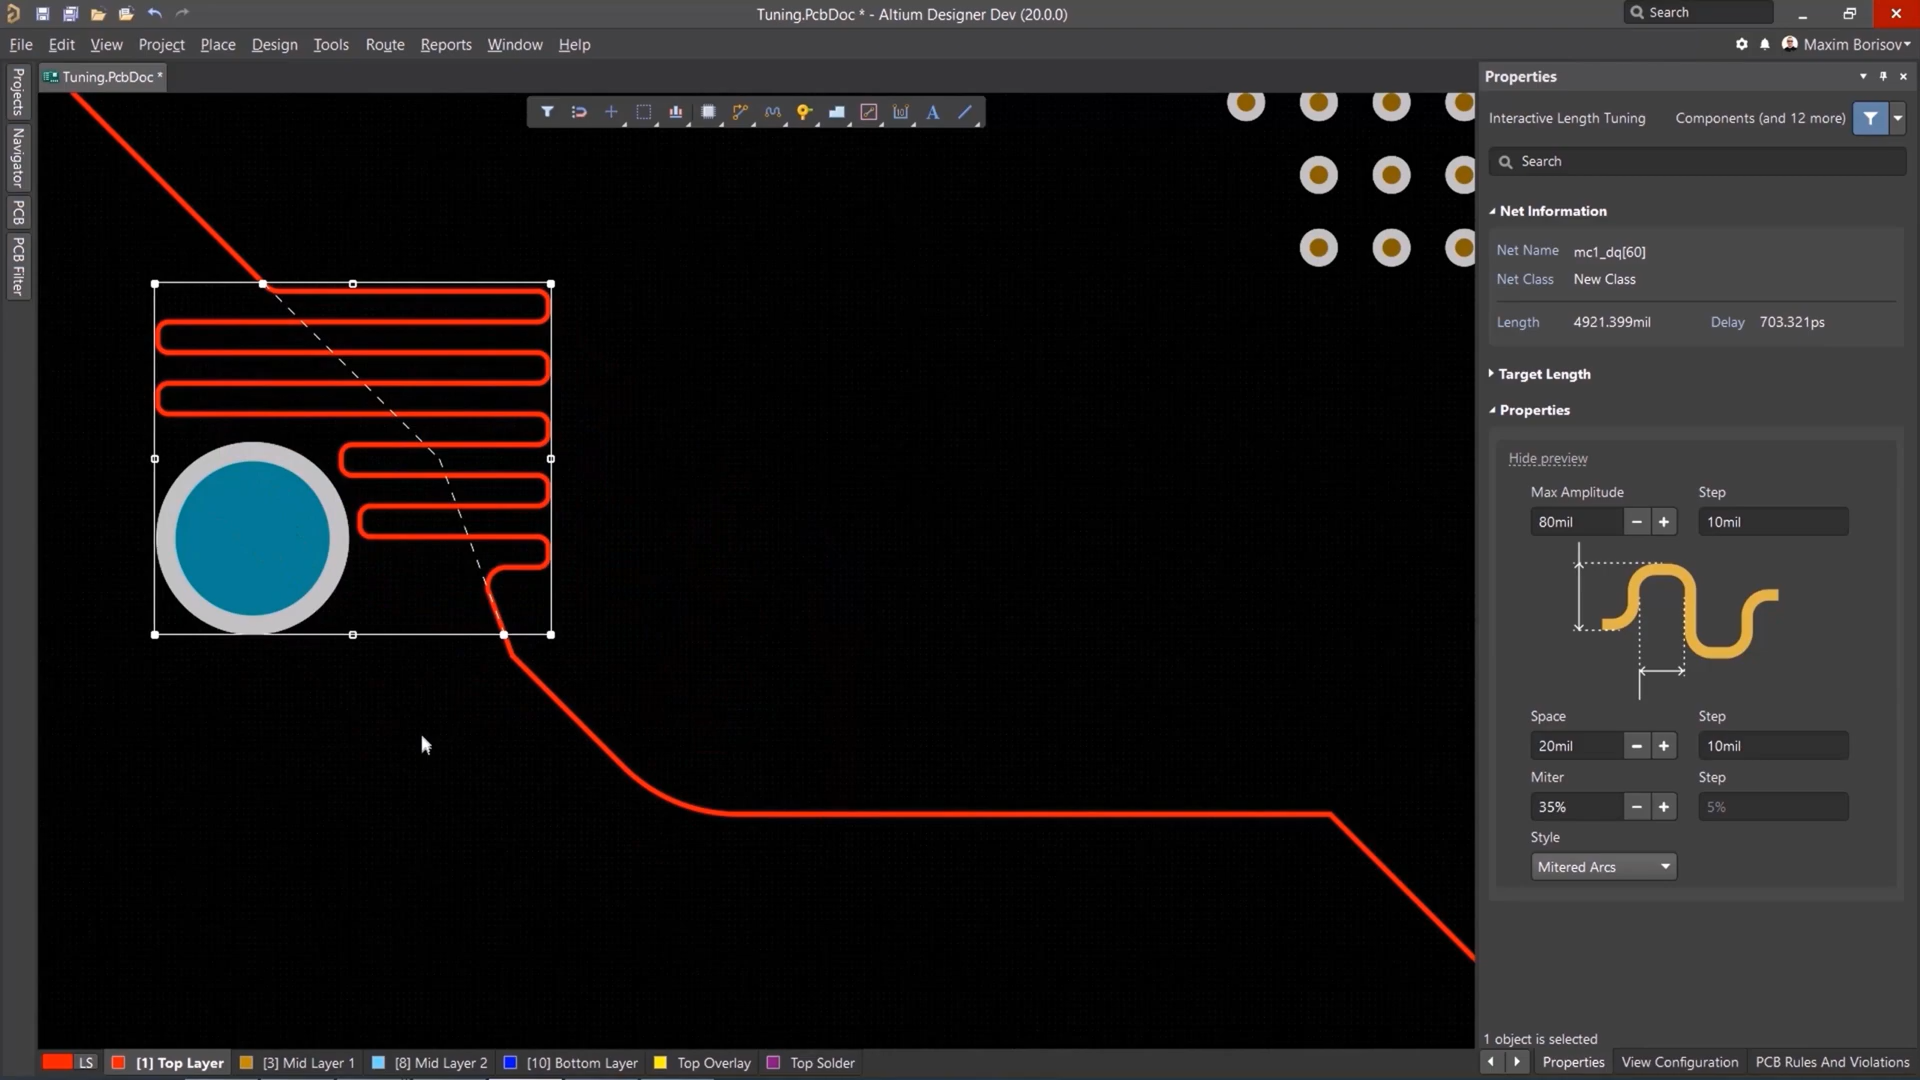 Tuning.PcbDoc * - Altium Designer Dev (20.0.0)
Search
File Edit View Project Place Design Tools Route Reports Window Help
Maxim Borisov
Projects
Navigator
PCB
PCB Filter
Tuning.PcbDoc *
A
Properties
Interactive Length Tuning Components (and 12 more)
Search
Net Information
Net Name mc1_dq[60]
Net Class New Class
Length 4921.399mil Delay 703.321ps
Target Length
Properties
Hide preview
Max Amplitude Step
80mil 10mil
Space Step
20mil 10mil
Miter Step
35% 5%
Style
Mitered Arcs
1 object is selected
LS [1] Top Layer [3] Mid Layer 1 [8] Mid Layer 2 [10] Bottom Layer Top Overlay Top Solder
Properties View Configuration PCB Rules And Violations